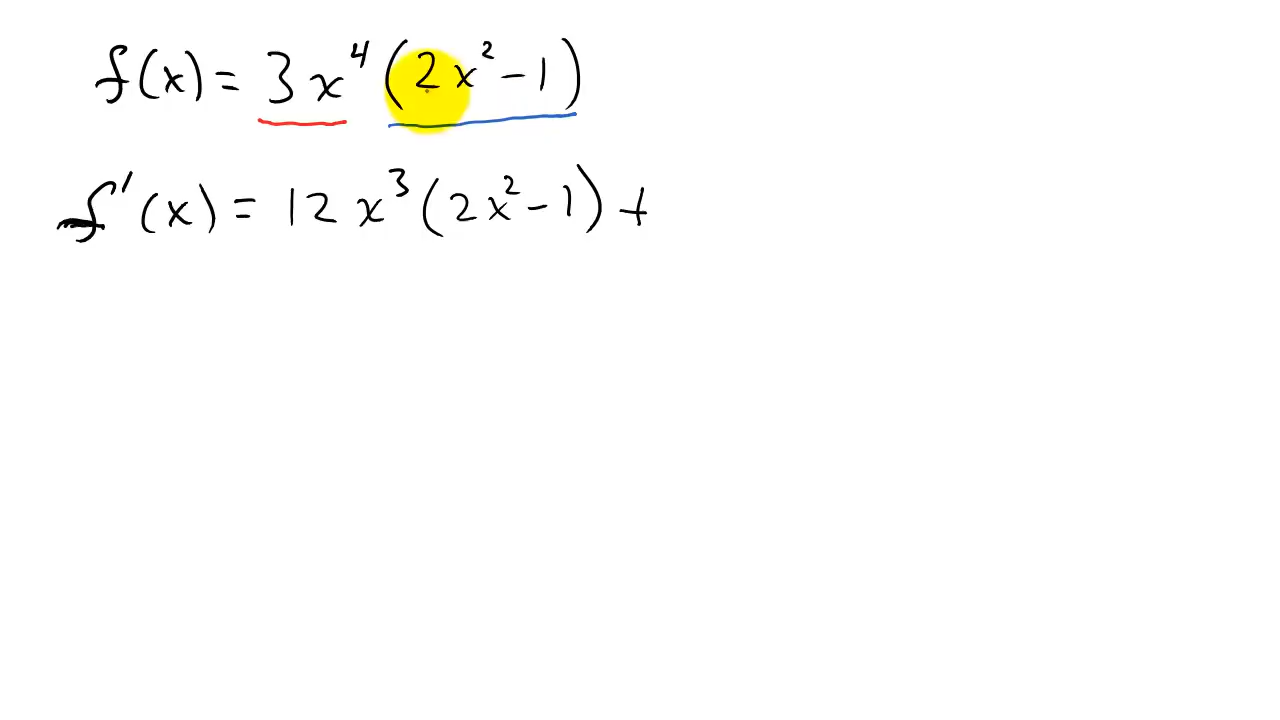 f(x) = 3x⁴(2x² - 1)
f'(x) = 12x³(2x² - 1) +